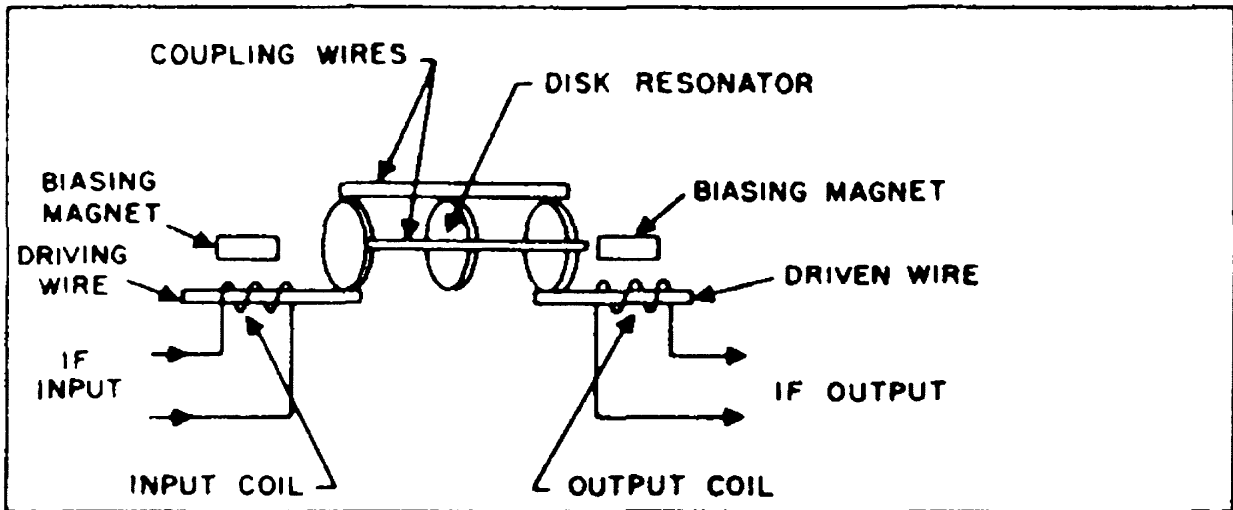 COUPLING WIRES
DISK RESONATOR
BIASING
MAGNET
BIASING MAGNET
DRIVING
WIRE
DRIVEN WIRE
IF
INPUT
IF OUTPUT
INPUT COIL
OUTPUT COIL